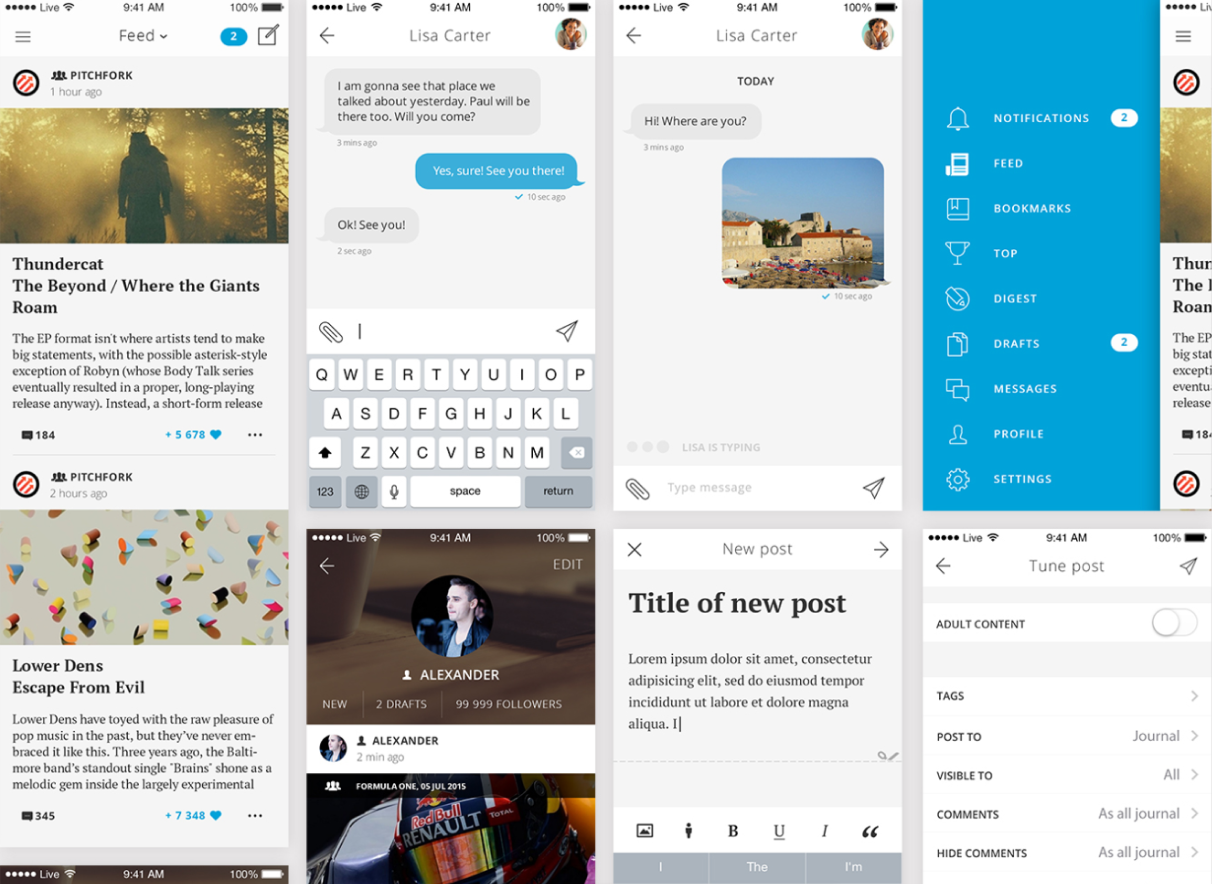 Live 9:41 AM 100%
Feed 2
PITCHFORK
1 hour ago
Thundercat
The Beyond / Where the Giants
Roam
The EP format isn't where artists tend to make
big statements, with the possible asterisk-style
exception of Robyn (whose Body Talk series
eventually resulted in a proper, long-playing
release anyway). Instead, a short-form release
184 + 5 678
PITCHFORK
2 hours ago
Lower Dens
Escape From Evil
Lower Dens have toyed with the raw pleasure of
pop music in the past, but they've never em-
braced it like this. Three years ago, the Balti-
more band's standout single "Brains" shone as a
melodic gem inside the largely experimental
345 + 7 348
Live 9:41 AM 100%
Live 9:41 AM 100%
Lisa Carter
I am gonna see that place we
talked about yesterday. Paul will be
there too. Will you come?
3 mins ago
Yes, sure! See you there!
10 sec ago
Ok! See you!
2 sec ago
Q W E R T Y U I O P
A S D F G H J K L
Z X C V B N M
123 space return
Live 9:41 AM 100%
Lisa Carter
TODAY
Hi! Where are you?
3 mins ago
10 sec ago
LISA IS TYPING
Type message
NOTIFICATIONS 2
FEED
BOOKMARKS
TOP
DIGEST
DRAFTS 2
MESSAGES
PROFILE
SETTINGS
Thun
The
Roam
The EP
big stat
excepti
eventu
release
184
Live 9:41 AM 100%
EDIT
ALEXANDER
NEW 2 DRAFTS 99 999 FOLLOWERS
ALEXANDER
2 min ago
FORMULA ONE, 05 JUL 2015
Red Bull
RENAULT TOTAL
New post
Title of new post
Lorem ipsum dolor sit amet, consectetur
adipisicing elit, sed do eiusmod tempor
incididunt ut labore et dolore magna
aliqua. I
B U I “
I The I'm
Live 9:41 AM 100%
Tune post
ADULT CONTENT
TAGS
POST TO Journal
VISIBLE TO All
COMMENTS As all journal
HIDE COMMENTS As all journal